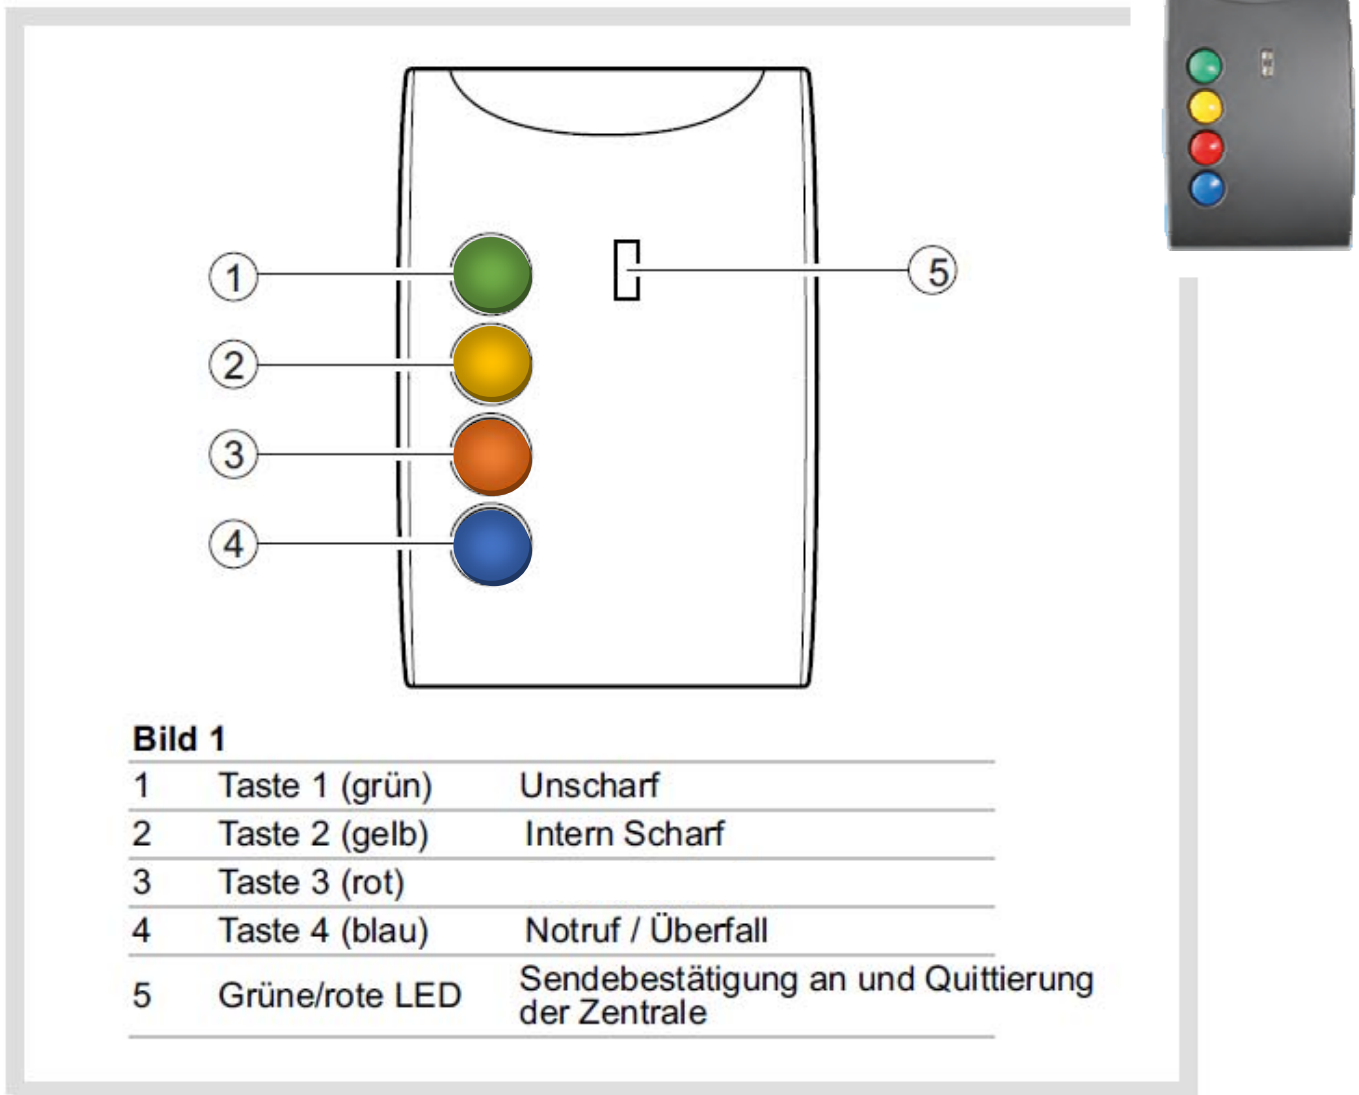 1
5
2
3
4
Bild 1
1 Taste 1 (grün) Unscharf
2 Taste 2 (gelb) Intern Scharf
3 Taste 3 (rot)
4 Taste 4 (blau) Notruf / Überfall
5 Grüne/rote LED Sendebestätigung an und Quittierung
der Zentrale